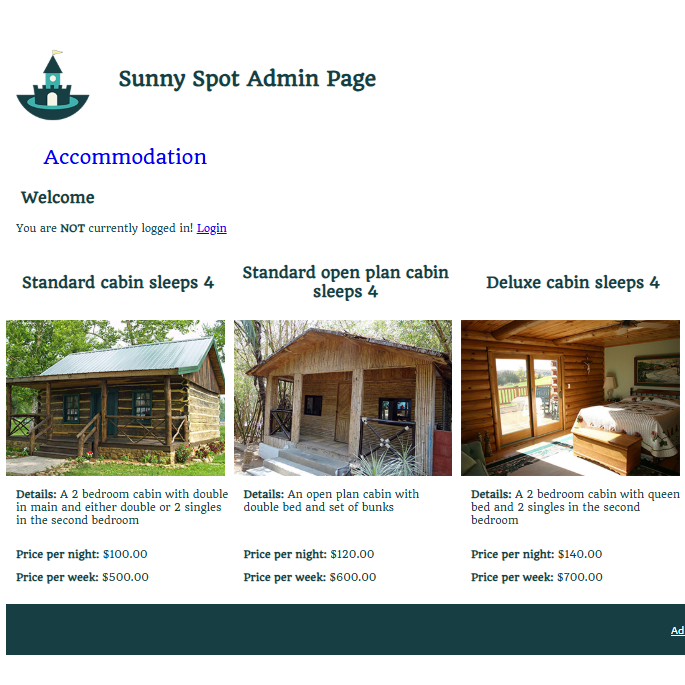 Sunny Spot Admin Page
Accommodation
Welcome
You are NOT currently logged in! Login
Standard cabin sleeps 4
Standard open plan cabin
sleeps 4
Deluxe cabin sleeps 4
Details: A 2 bedroom cabin with double
in main and either double or 2 singles
in the second bedroom
Price per night: $100.00
Price per week: $500.00
Details: An open plan cabin with
double bed and set of bunks
Price per night: $120.00
Price per week: $600.00
Details: A 2 bedroom cabin with queen
bed and 2 singles in the second
bedroom
Price per night: $140.00
Price per week: $700.00
Ad